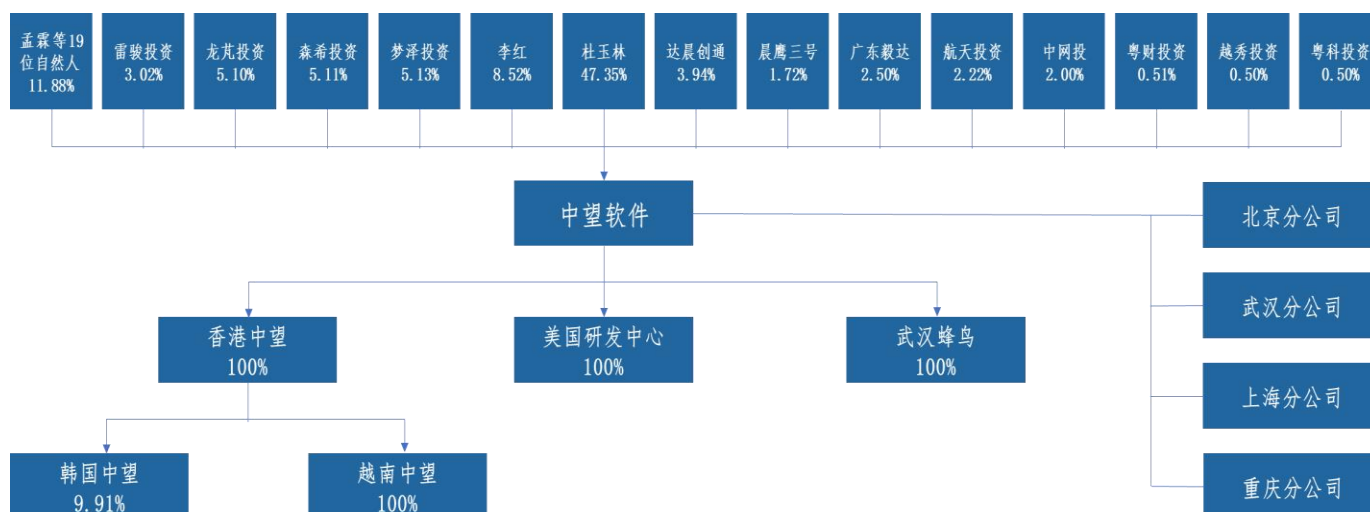 孟霖等19
位自然人
11.88%
雷骏投资
3.02%
龙芃投资
5.10%
森希投资
5.11%
梦泽投资
5.13%
李红
8.52%
杜玉林
47.35%
达晨创通
3.94%
晨鹰三号
1.72%
广东毅达
2.50%
航天投资
2.22%
中网投
2.00%
粤财投资
0.51%
越秀投资
0.50%
粤科投资
0.50%
中望软件
北京分公司
武汉分公司
香港中望
100%
美国研发中心
100%
武汉蜂鸟
100%
上海分公司
韩国中望
9.91%
越南中望
100%
重庆分公司